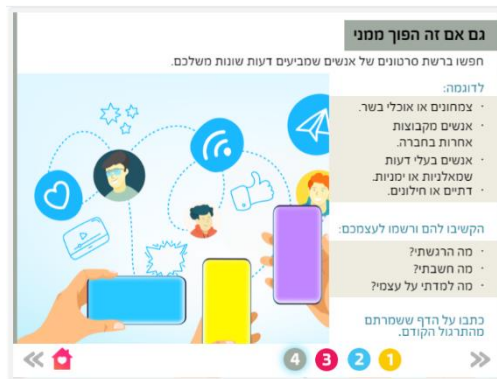 גם אם זה הפוך ממני
חפשו ברשת סרטונים של אנשים שמביעים דעות שונות משלכם.
לדוגמה:
· צמחונים או אוכלי בשר.
· אנשים מקבוצות
אחרות בחברה.
· אנשים בעלי דעות
שמאלניות או ימניות.
· דתיים או חילונים.
הקשיבו להם ורשמו לעצמכם:
· מה הרגשתי?
· מה חשבתי?
· מה למדתי על עצמי?
כתבו על הדף ששמרתם
מהתרגול הקודם.
1 2 3 4